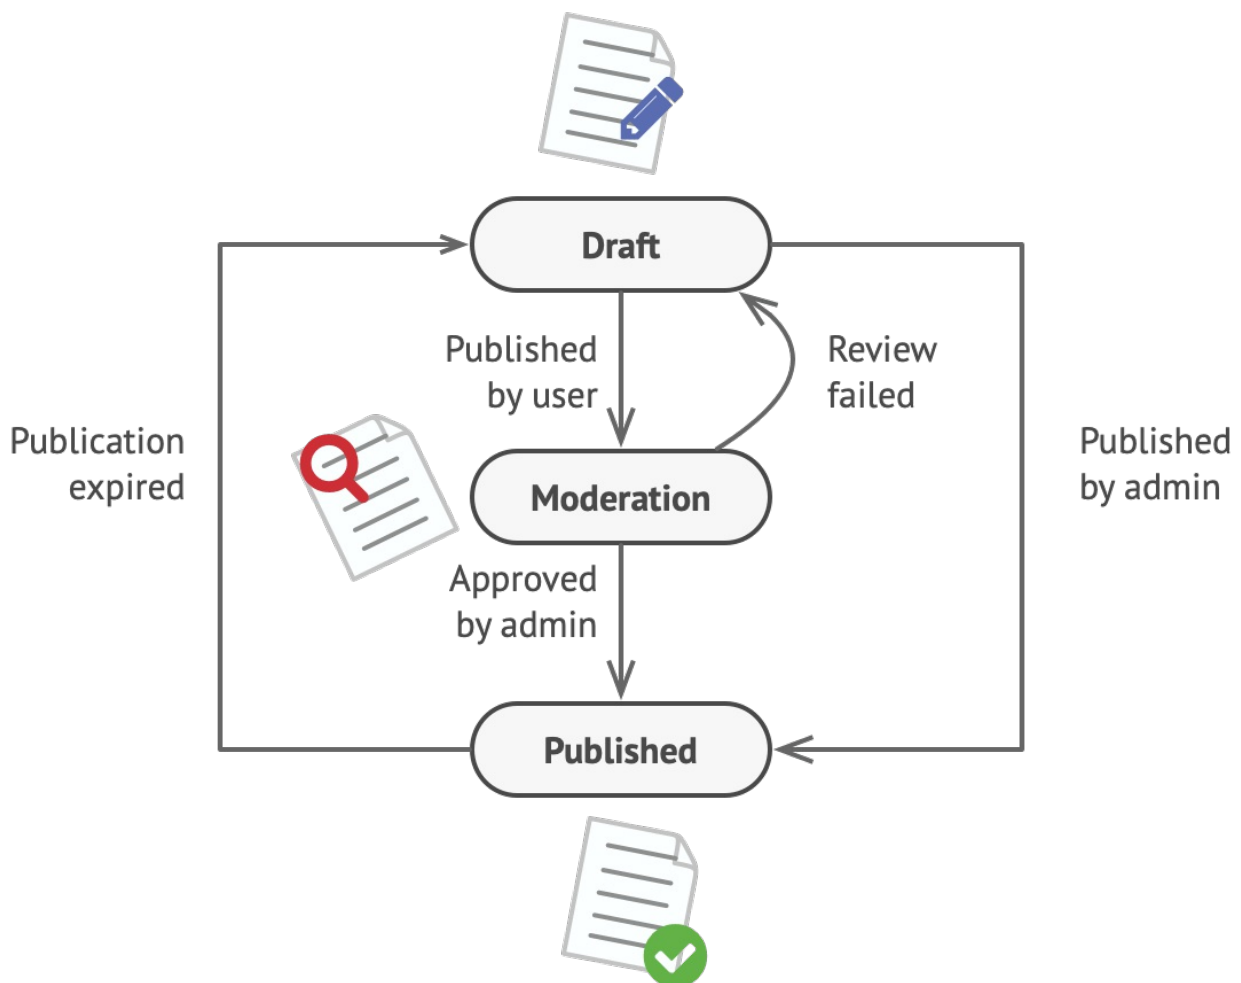 Draft
Published
by user
Review
failed
Publication
expired
Published
by admin
Moderation
Approved
by admin
Published